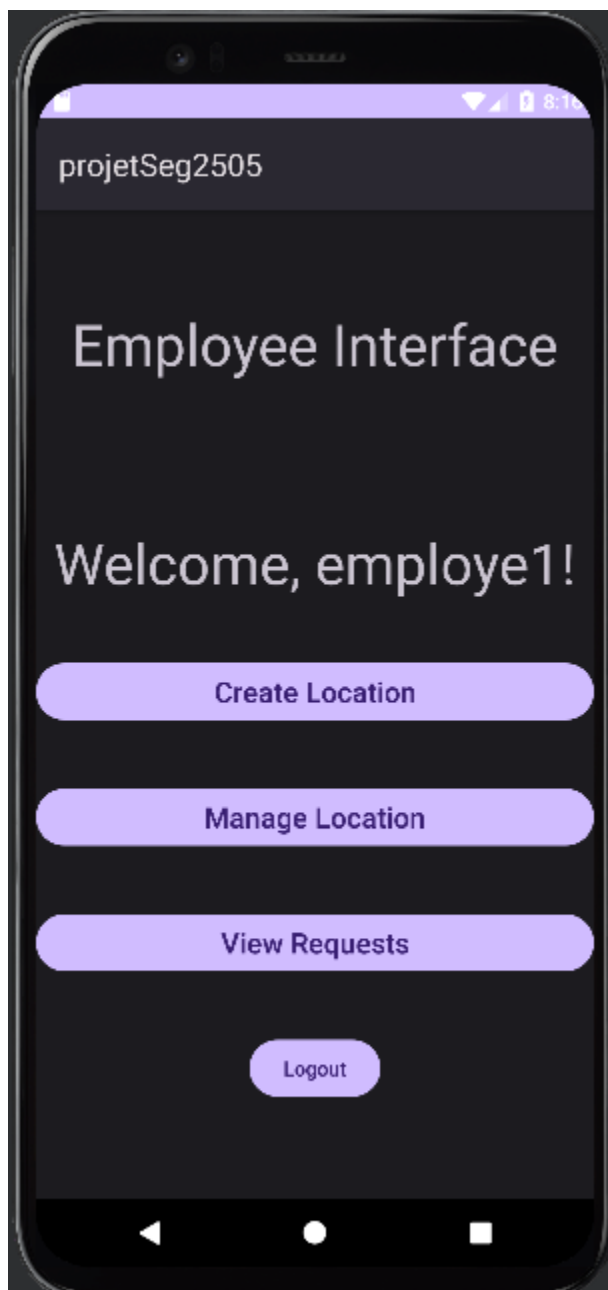 8:16
projetSeg2505
Employee Interface
Welcome, employe1!
Create Location
Manage Location
View Requests
Logout